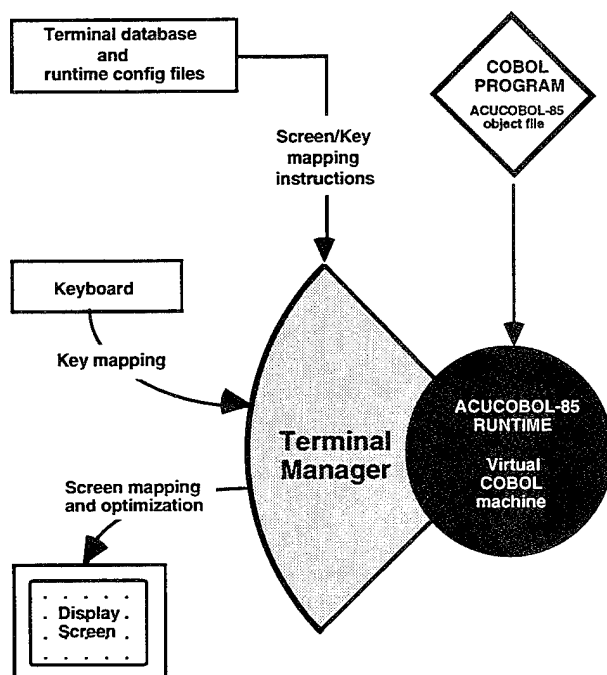 Terminal database
and
runtime config files
COBOL
PROGRAM
ACUCOBOL-85
object file
Screen/Key
mapping
instructions
Keyboard
Key mapping
Terminal
Manager
ACUCOBOL-85
RUNTIME
Virtual
COBOL
machine
Screen mapping
and optimization
Display
Screen